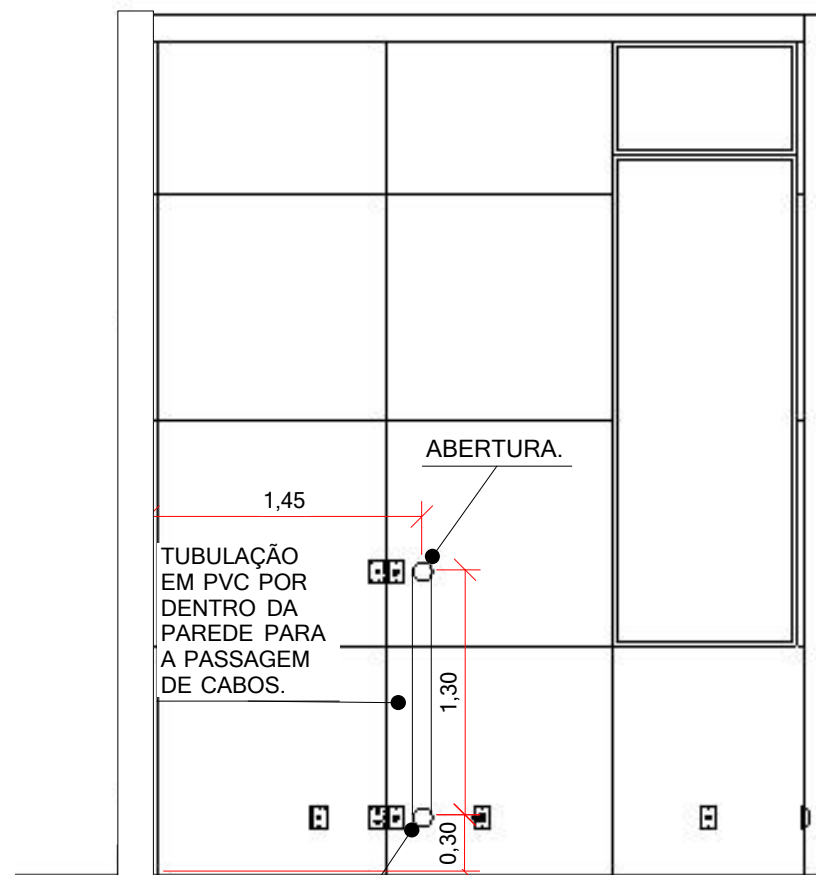 ABERTURA.
1,45
TUBULAÇÃO
EM PVC POR
DENTRO DA
PAREDE PARA
A PASSAGEM
DE CABOS.
1,30
0,30